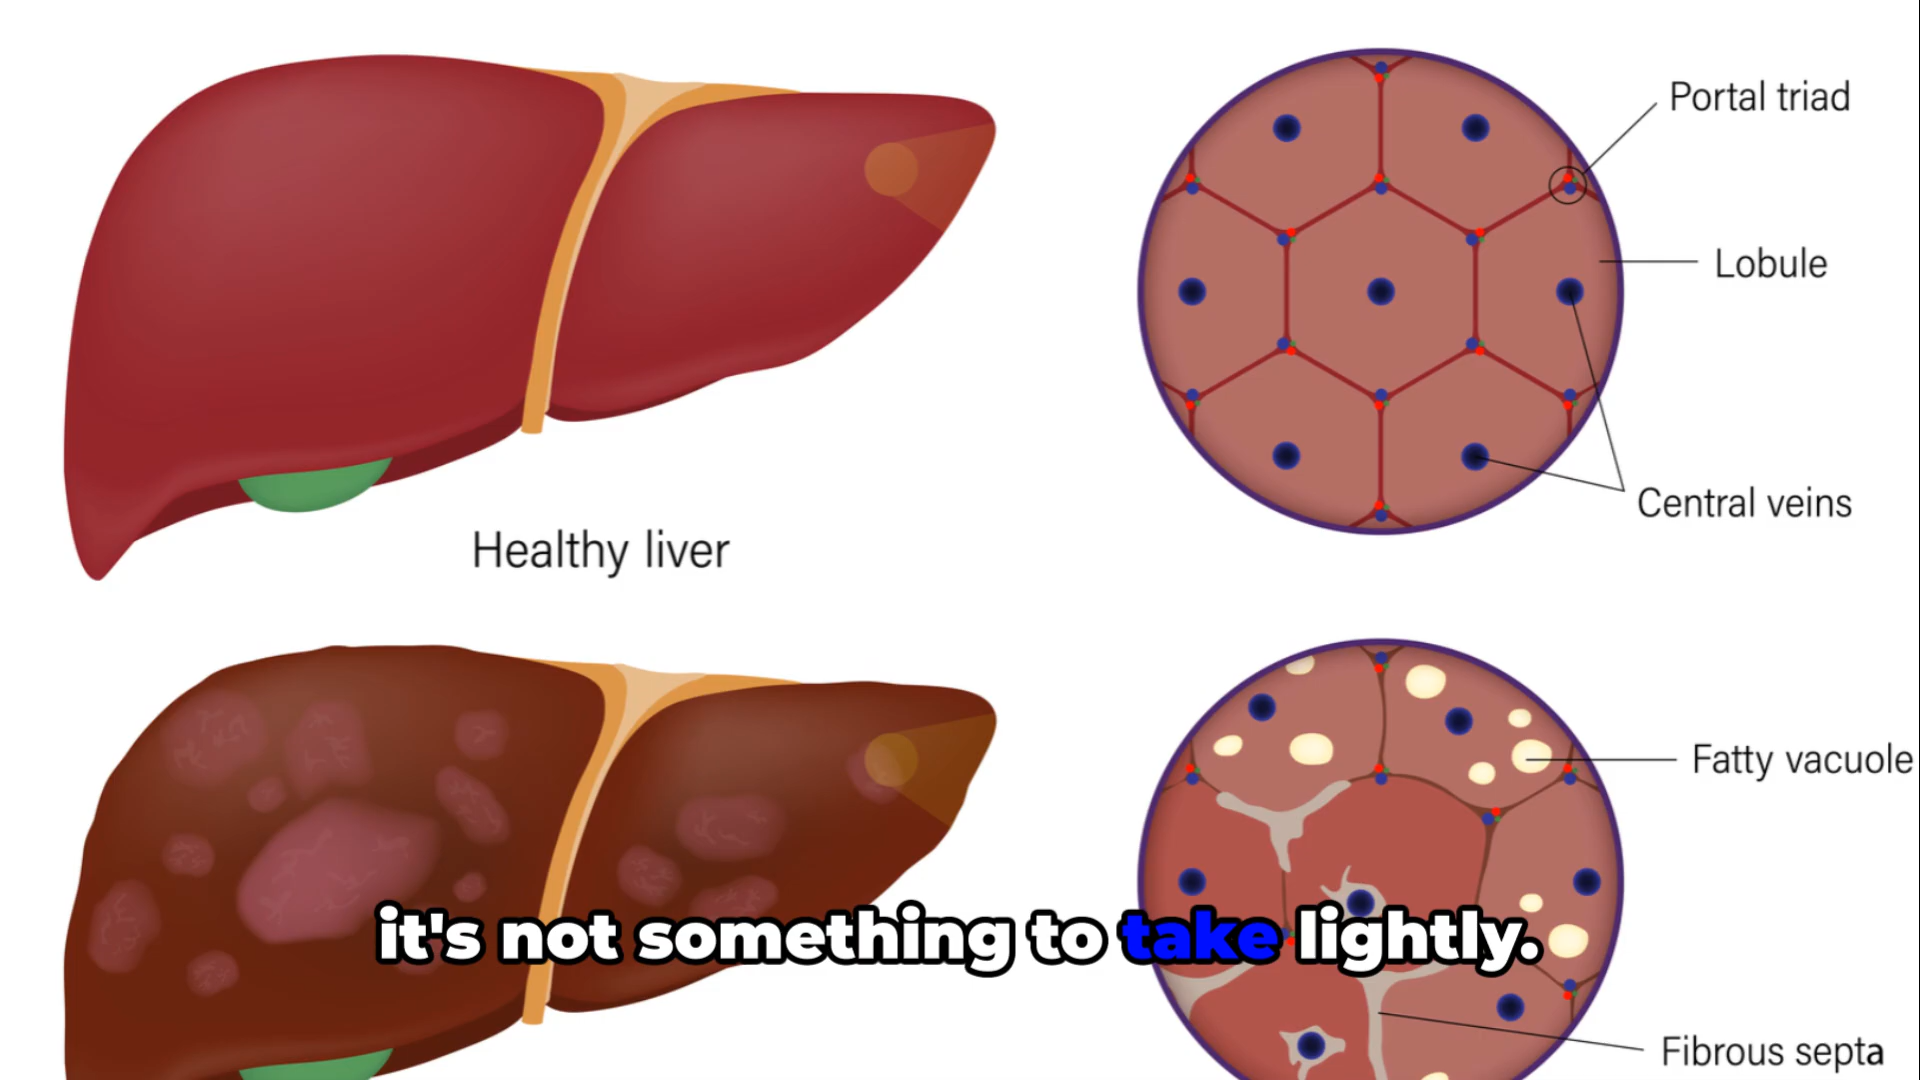 Portal triad
Lobule
Central veins
Healthy liver
Fatty vacuole
it's not something to take lightly.
Fibrous septa